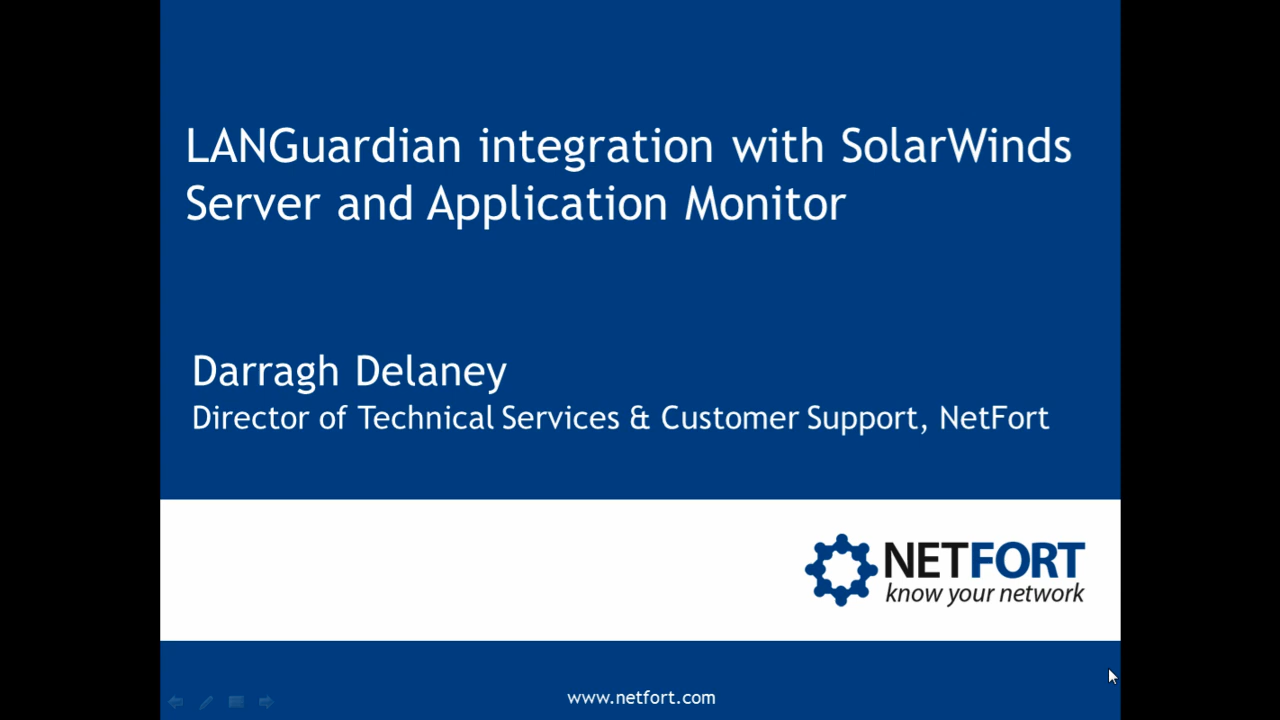 LANGuardian integration with SolarWinds
Server and Application Monitor
Darragh Delaney
Director of Technical Services & Customer Support, NetFort
NETFORT
know your network
www.netfort.com